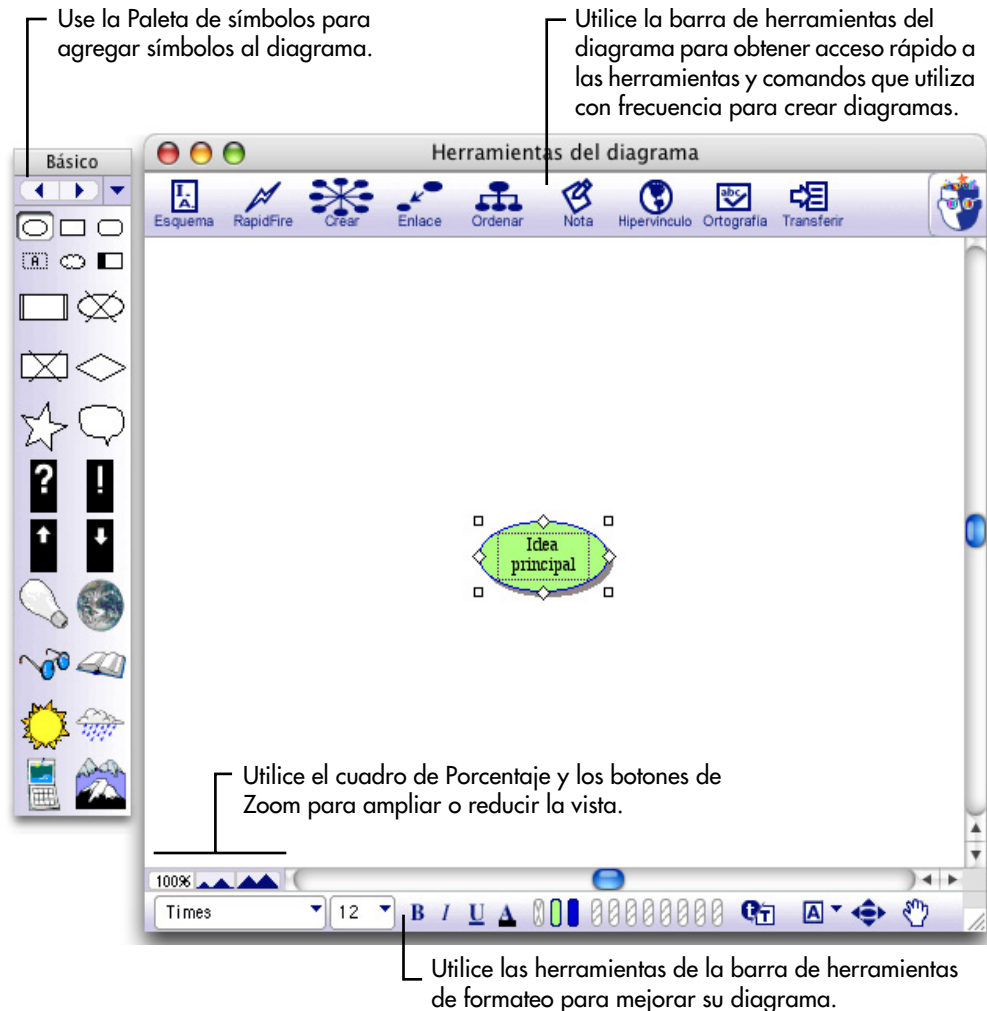 Use la Paleta de símbolos para
agregar símbolos al diagrama.
Utilice la barra de herramientas del
diagrama para obtener acceso rápido a
las herramientas y comandos que utiliza
con frecuencia para crear diagramas.
Básico
Herramientas del diagrama
I.
A.
abc
Esquema RapidFire Crear Enlace Ordenar Nota Hipervínculo Ortografía Transferir
A
? !
Idea
principal
Utilice el cuadro de Porcentaje y los botones de
Zoom para ampliar o reducir la vista.
100%
Times 12 B I U A t T A
Utilice las herramientas de la barra de herramientas
de formateo para mejorar su diagrama.